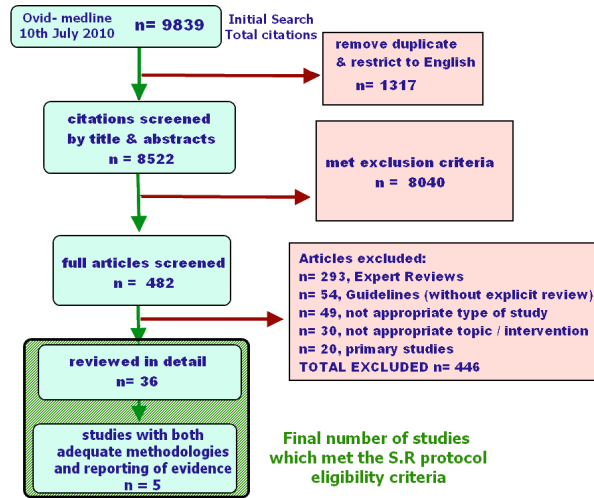 Ovid- medline
10th July 2010
n= 9839
Initial Search
Total citations
remove duplicate
& restrict to English
n= 1317
citations screened
by title & abstracts
n = 8522
met exclusion criteria
n = 8040
full articles screened
n = 482
Articles excluded:
n= 293, Expert Reviews
n= 54, Guidelines (without explicit review)
n= 49, not appropriate type of study
n= 30, not appropriate topic / intervention
n= 20, primary studies
TOTAL EXCLUDED n= 446
reviewed in detail
n= 36
studies with both
adequate methodologies
and reporting of evidence
n = 5
Final number of studies
which met the S.R protocol
eligibility criteria